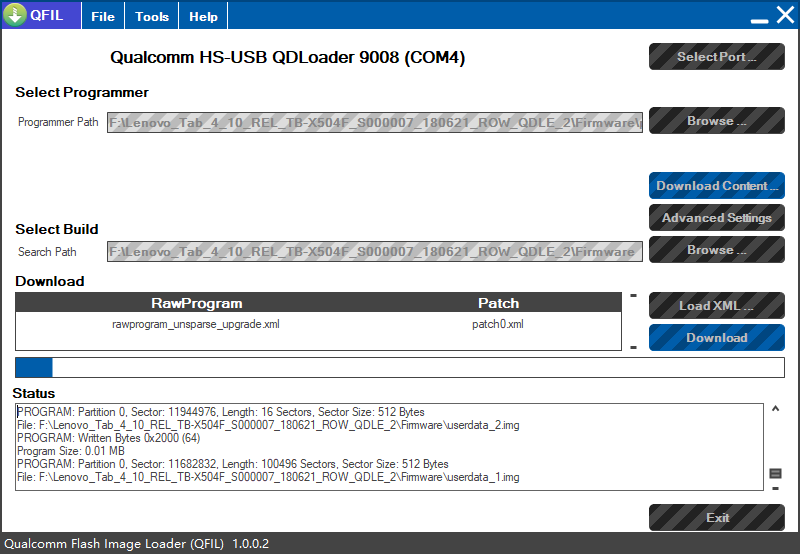 QFIL File Tools Help
Qualcomm HS-USB QDLoader 9008 (COM4)
Select Port ...
Select Programmer
Programmer Path F:\Lenovo_Tab_4_10_REL_TB-X504F_S000007_180621_ROW_QDLE_2\Firmware\
Browse ...
Download Content ...
Advanced Settings
Select Build
Search Path F:\Lenovo_Tab_4_10_REL_TB-X504F_S000007_180621_ROW_QDLE_2\Firmware
Browse ...
Download
RawProgram Patch
Load XML ...
rawprogram_unsparse_upgrade.xml patch0.xml
Download
Status
PROGRAM: Partition 0, Sector: 11944976, Length: 16 Sectors, Sector Size: 512 Bytes
File: F:\Lenovo_Tab_4_10_REL_TB-X504F_S000007_180621_ROW_QDLE_2\Firmware\userdata_2.img
PROGRAM: Written Bytes 0x2000 (64)
Program Size: 0.01 MB
PROGRAM: Partition 0, Sector: 11682832, Length: 100496 Sectors, Sector Size: 512 Bytes
File: F:\Lenovo_Tab_4_10_REL_TB-X504F_S000007_180621_ROW_QDLE_2\Firmware\userdata_1.img
Exit
Qualcomm Flash Image Loader (QFIL) 1.0.0.2